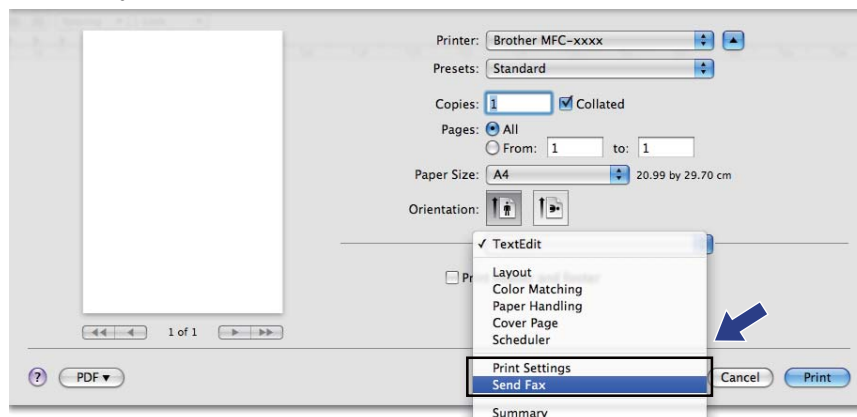 Printer: Brother MFC-xxxx
Presets: Standard
Copies: 1 Collated
Pages: All
From: 1 to: 1
Paper Size: A4 20.99 by 29.70 cm
Orientation:
✓ TextEdit
Layout
Color Matching
Paper Handling
Cover Page
Scheduler
1 of 1
Print Settings
Send Fax
Summary
? PDF▼ Cancel Print